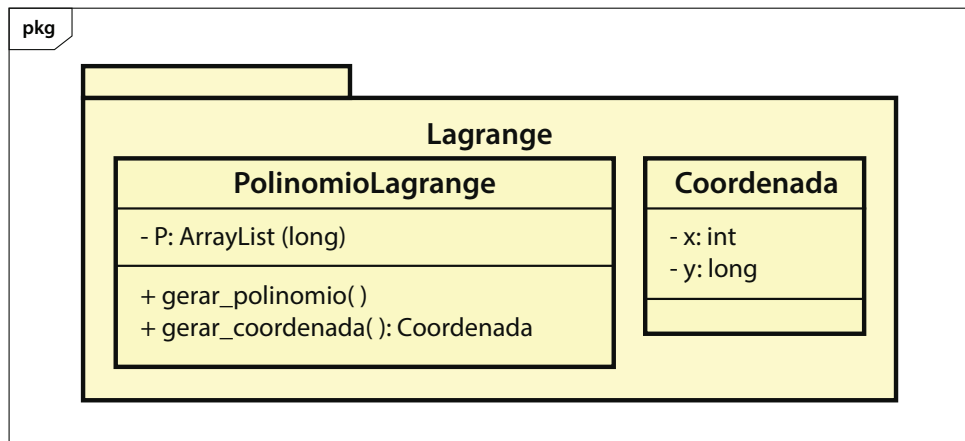 pkg
Lagrange
PolinomioLagrange
- P: ArrayList (long)
+ gerar_polinomio( )
+ gerar_coordenada( ): Coordenada
Coordenada
- x: int
- y: long